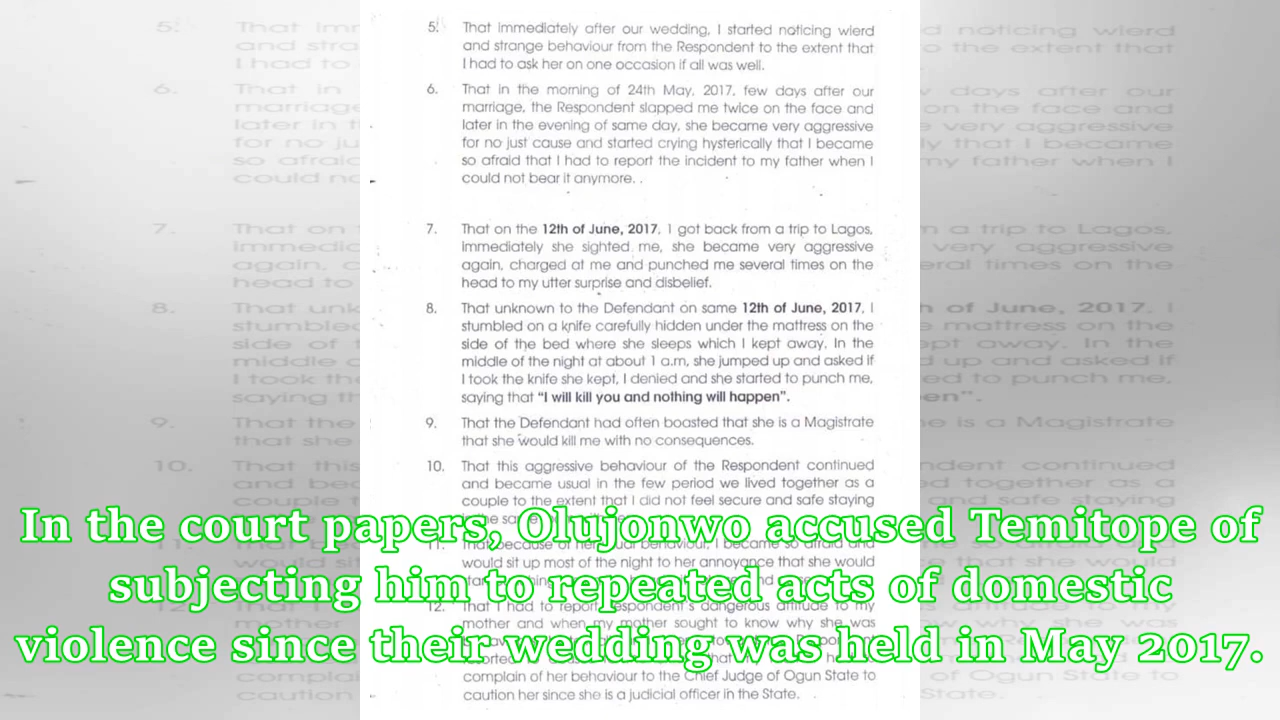 5. That immediately after our wedding, I started noticing wierd
and strange behaviour from the Respondent to the extent that
I had to ask her on one occasion if all was well.
6. That in the morning of 24th May, 2017, few days after our
marriage, the Respondent slapped me twice on the face and
later in the evening of same day, she became very aggressive
for no just cause and started crying hysterically that I became
so afraid that I had to report the incident to my father when I
could not bear it anymore. .
7. That on the 12th of June, 2017, I got back from a trip to Lagos,
immediately she sighted me, she became very aggressive
again, charged at me and punched me several times on the
head to my utter surprise and disbelief.
8. That unknown to the Defendant on same 12th of June, 2017, I
stumbled on a knife carefully hidden under the mattress on the
side of the bed where she sleeps which I kept away. In the
middle of the night at about 1 a.m, she jumped up and asked if
I took the knife she kept, I denied and she started to punch me,
saying that "I will kill you and nothing will happen".
9. That the Defendant had often boasted that she is a Magistrate
that she would kill me with no consequences.
10. That this aggressive behaviour of the Respondent continued
and became usual in the few period we lived together as a
couple to the extent that I did not feel secure and safe staying
In the court papers, Olujonwo accused Temitope of
subjecting him to repeated acts of domestic
violence since their wedding was held in May 2017.
would sit up most of the night to her annoyance that she would
12. That I had to report Respondent's dangerous attitude to my
mother and when my mother sought to know why she was
complain of her behaviour to the Chief Judge of Ogun State to
caution her since she is a judicial officer in the State.